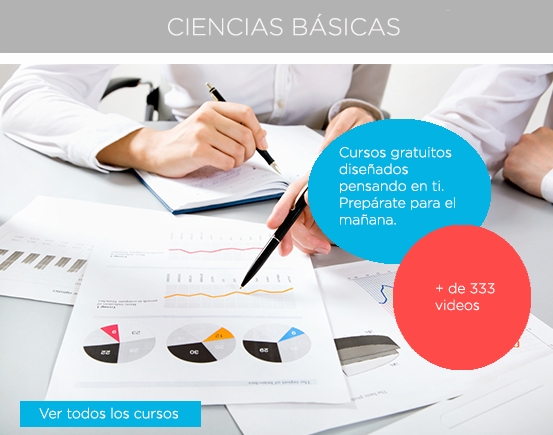 CIENCIAS BÁSICAS
Cursos gratuitos
diseñados
pensando en ti.
Prepárate para el
mañana.
+ de 333
videos
Ver todos los cursos